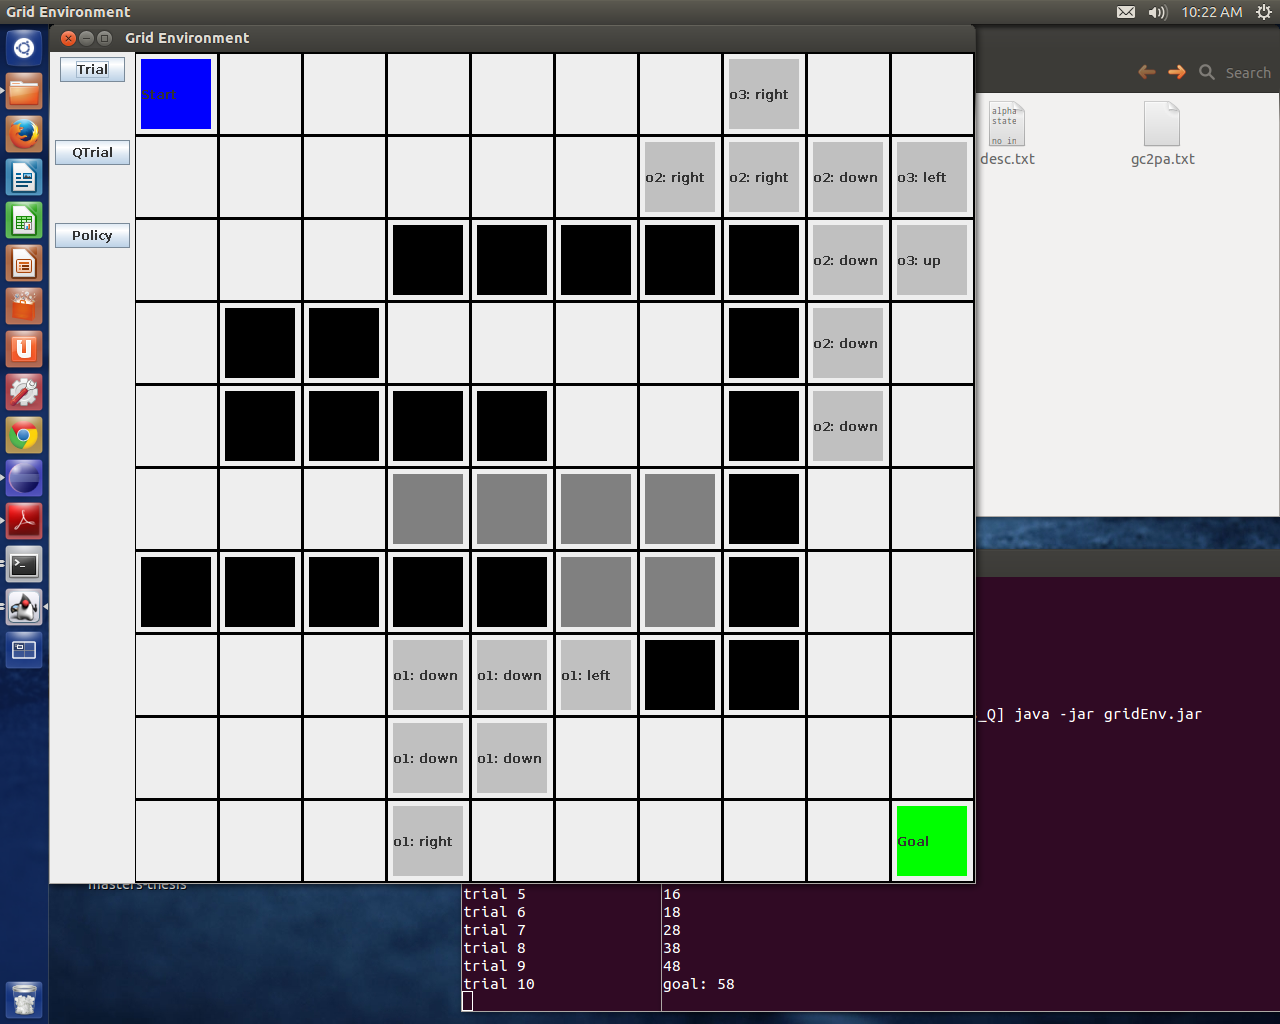 Grid Environment
10:22 AM
Grid Environment
Trial
QTrial
Policy
Start
o3: right
o2: right
o2: right
o2: down
o3: left
o2: down
o3: up
o2: down
o2: down
o1: down
o1: down
o1: left
o1: down
o1: down
o1: right
Goal
Search
alpha
state
no in
desc.txt
gc2pa.txt
_Q] java -jar gridEnv.jar
masters-thesis
trial 5 16
trial 6 18
trial 7 28
trial 8 38
trial 9 48
trial 10 goal: 58